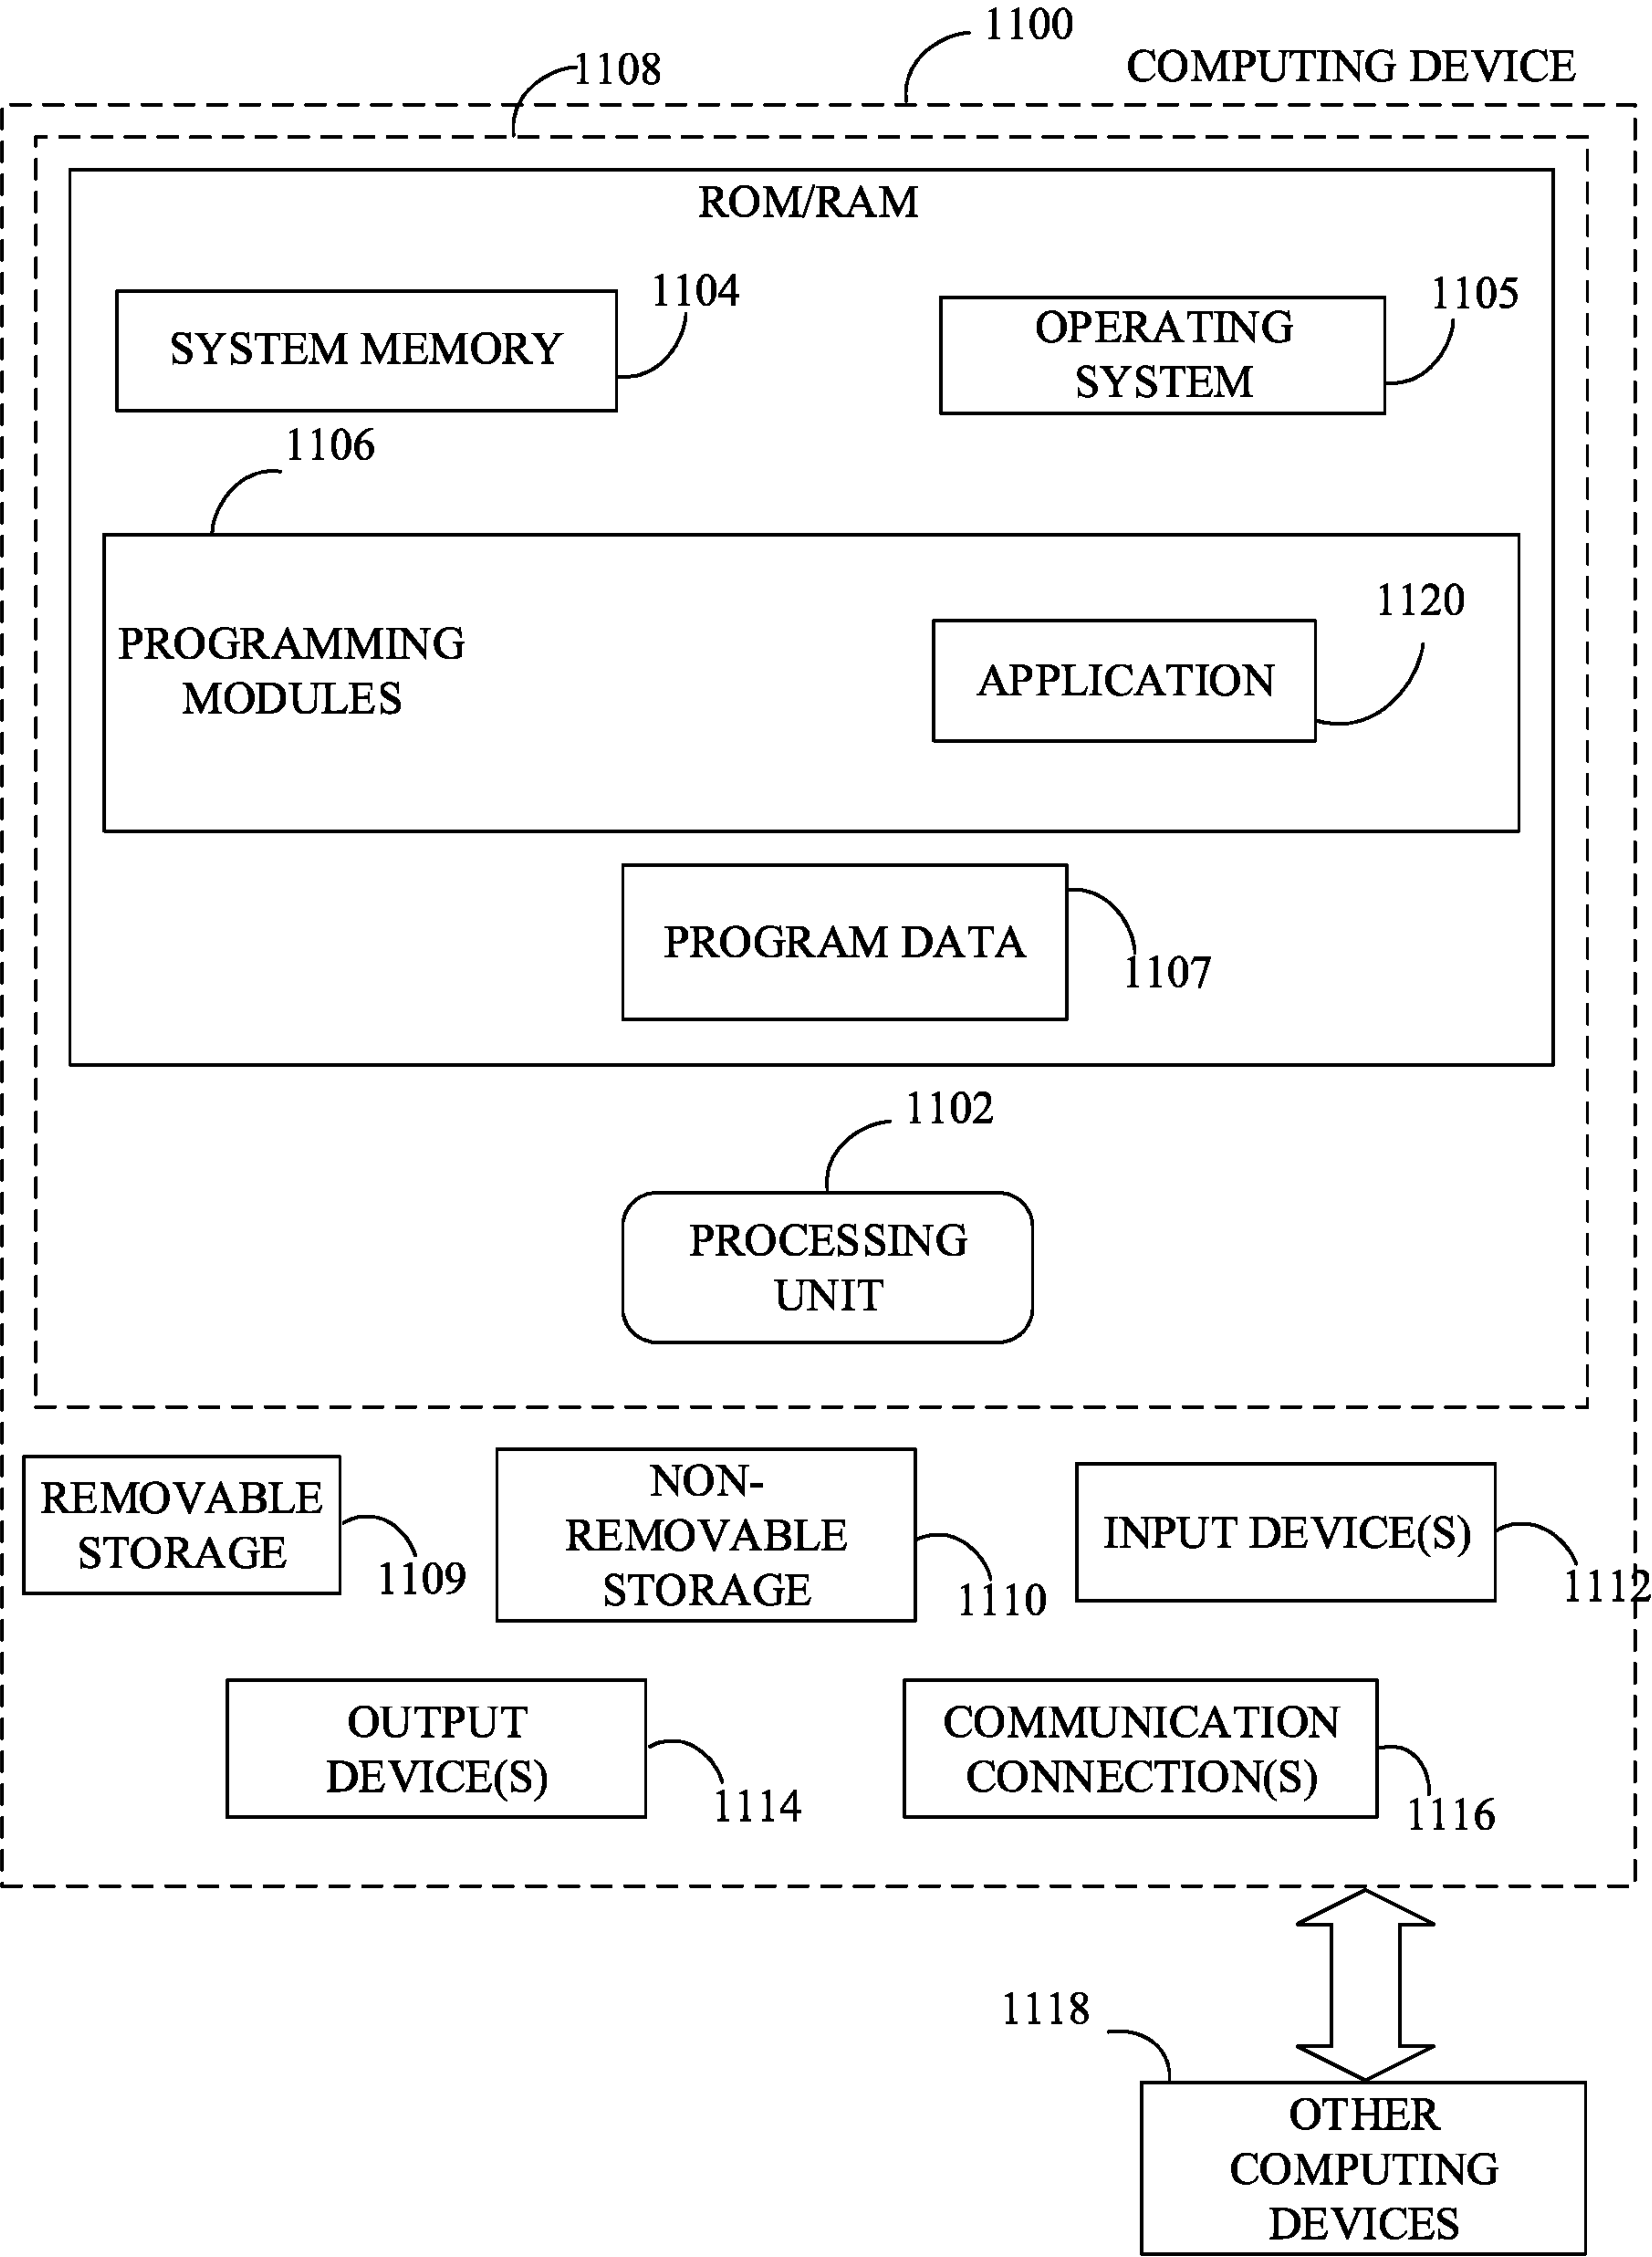 1100
COMPUTING DEVICE
1108
ROM/RAM
1104
SYSTEM MEMORY
1105
OPERATING
SYSTEM
1106
PROGRAMMING
MODULES
1120
APPLICATION
PROGRAM DATA
1107
1102
PROCESSING
UNIT
REMOVABLE
STORAGE
1109
NON-
REMOVABLE
STORAGE
1110
INPUT DEVICE(S)
1112
OUTPUT
DEVICE(S)
1114
COMMUNICATION
CONNECTION(S)
1116
1118
OTHER
COMPUTING
DEVICES